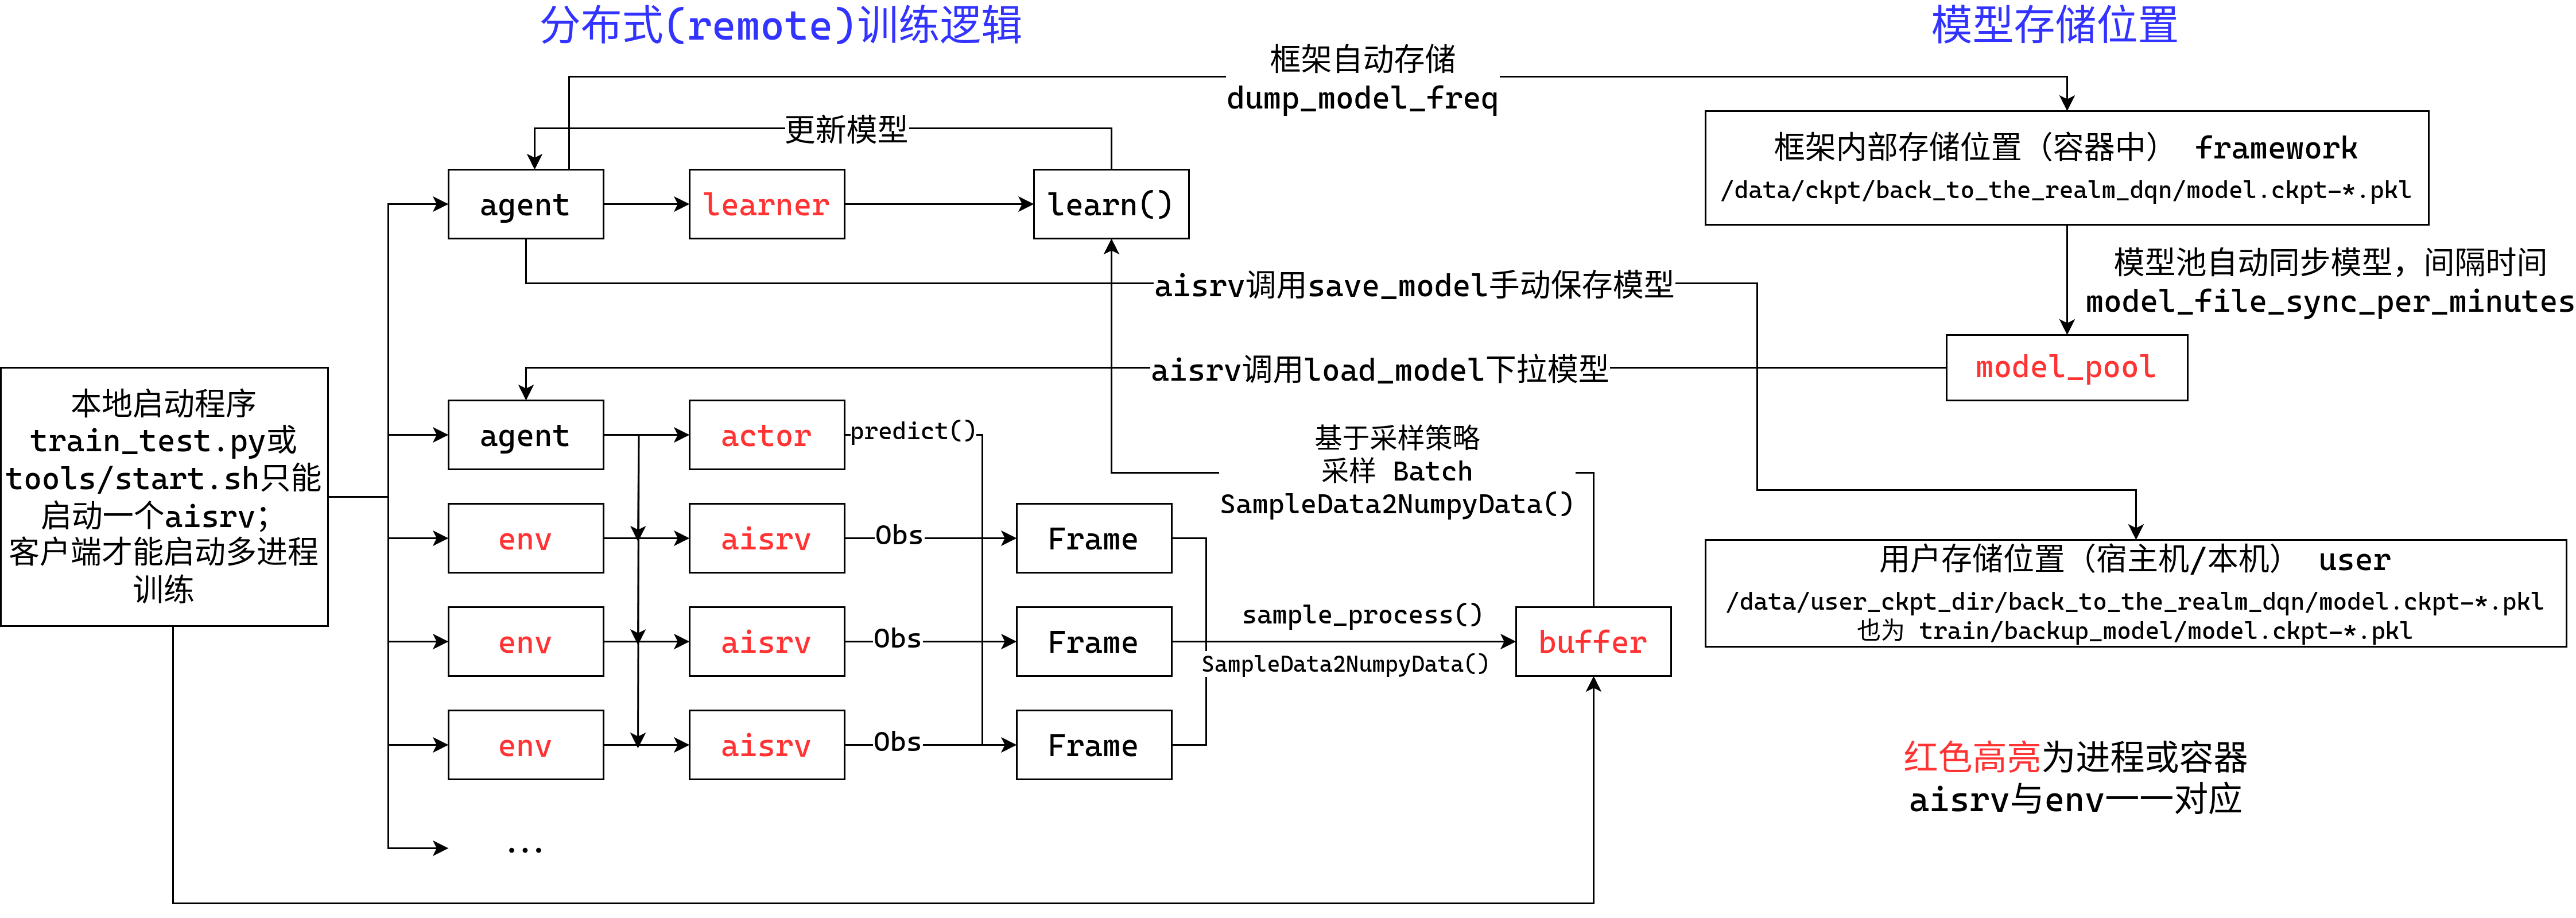 分布式(remote)训练逻辑
模型存储位置
框架自动存储
dump_model_freq
更新模型
框架内部存储位置（容器中） framework
/data/ckpt/back_to_the_realm_dqn/model.ckpt-*.pkl
agent
learner
learn()
模型池自动同步模型，间隔时间
model_file_sync_per_minutes
aisrv调用save_model手动保存模型
model_pool
aisrv调用load_model下拉模型
本地启动程序
train_test.py或
tools/start.sh只能
启动一个aisrv；
客户端才能启动多进程
训练
agent
actor
predict()
基于采样策略
采样 Batch
SampleData2NumpyData()
env
aisrv
Obs
Frame
用户存储位置（宿主机/本机） user
/data/user_ckpt_dir/back_to_the_realm_dqn/model.ckpt-*.pkl
也为 train/backup_model/model.ckpt-*.pkl
env
aisrv
Obs
Frame
sample_process()
SampleData2NumpyData()
buffer
env
aisrv
Obs
Frame
红色高亮为进程或容器
aisrv与env一一对应
...